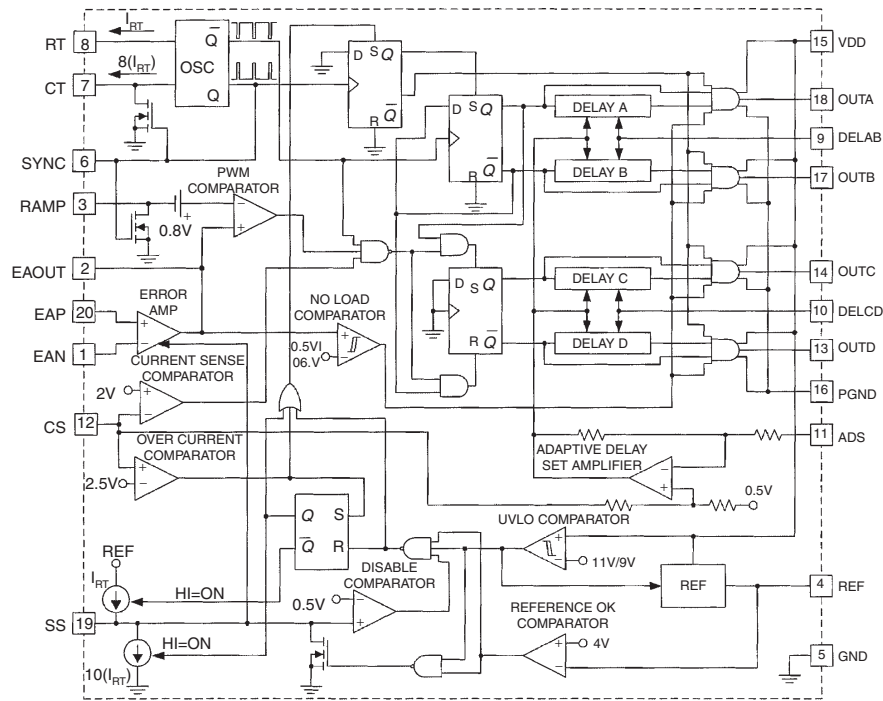 I_RT
RT 8
8(I_RT)
CT 7
Q̅
OSC
Q
D S Q
R Q̅
15 VDD
D S Q
R Q̅
DELAY A
18 OUTA
9 DELAB
DELAY B
17 OUTB
SYNC 6
PWM
COMPARATOR
RAMP 3
+
0.8V
−
+
EAOUT 2
D S Q
R Q̅
DELAY C
14 OUTC
10 DELCD
DELAY D
13 OUTD
16 PGND
EAP 20
ERROR
AMP
+
−
EAN 1
NO LOAD
COMPARATOR
0.5VI
06.V
+
−
CURRENT SENSE
COMPARATOR
2V
+
−
CS 12
OVER CURRENT
COMPARATOR
2.5V
+
−
11 ADS
ADAPTIVE DELAY
SET AMPLIFIER
−
+
0.5V
Q S
Q̅ R
UVLO COMPARATOR
+
−
11V/9V
REF
4 REF
REF
I_RT
HI=ON
DISABLE
COMPARATOR
0.5V
−
+
SS 19
HI=ON
10(I_RT)
REFERENCE OK
COMPARATOR
+
4V
−
5 GND